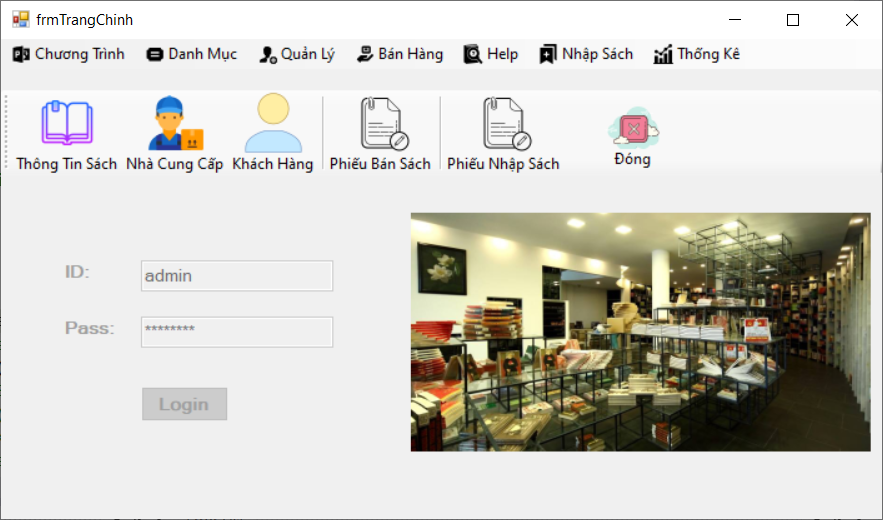 frmTrangChinh
Chương Trình Danh Mục Quản Lý Bán Hàng Help Nhập Sách Thống Kê
Thông Tin Sách Nhà Cung Cấp Khách Hàng Phiếu Bán Sách Phiếu Nhập Sách Đóng
ID: admin
Pass: ********
Login